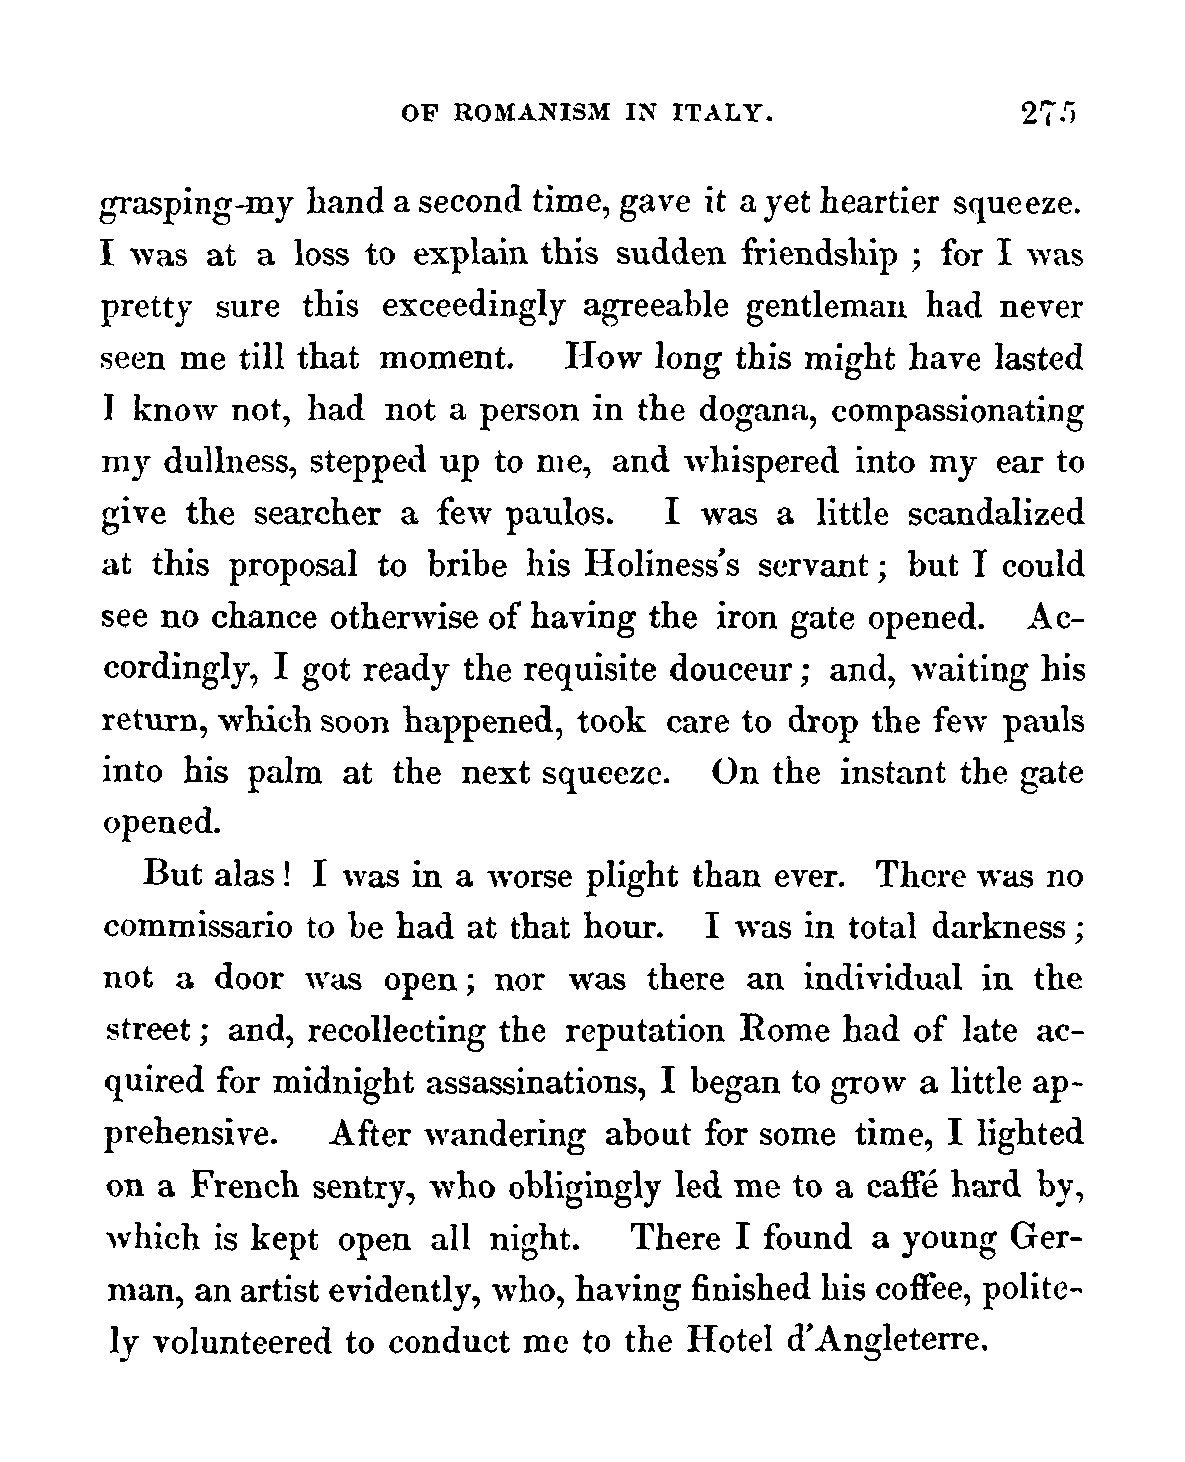 OF ROMANISM IN ITALY. 275
grasping-my hand a second time, gave it a yet heartier squeeze.
I was at a loss to explain this sudden friendship ; for I was
pretty sure this exceedingly agreeable gentleman had never
seen me till that moment. How long this might have lasted
I know not, had not a person in the dogana, compassionating
my dullness, stepped up to me, and whispered into my ear to
give the searcher a few paulos. I was a little scandalized
at this proposal to bribe his Holiness's servant ; but I could
see no chance otherwise of having the iron gate opened. Ac-
cordingly, I got ready the requisite douceur ; and, waiting his
return, which soon happened, took care to drop the few pauls
into his palm at the next squeeze. On the instant the gate
opened.
But alas ! I was in a worse plight than ever. There was no
commissario to be had at that hour. I was in total darkness ;
not a door was open ; nor was there an individual in the
street ; and, recollecting the reputation Rome had of late ac-
quired for midnight assassinations, I began to grow a little ap-
prehensive. After wandering about for some time, I lighted
on a French sentry, who obligingly led me to a caffé hard by,
which is kept open all night. There I found a young Ger-
man, an artist evidently, who, having finished his coffee, polite-
ly volunteered to conduct me to the Hotel d'Angleterre.